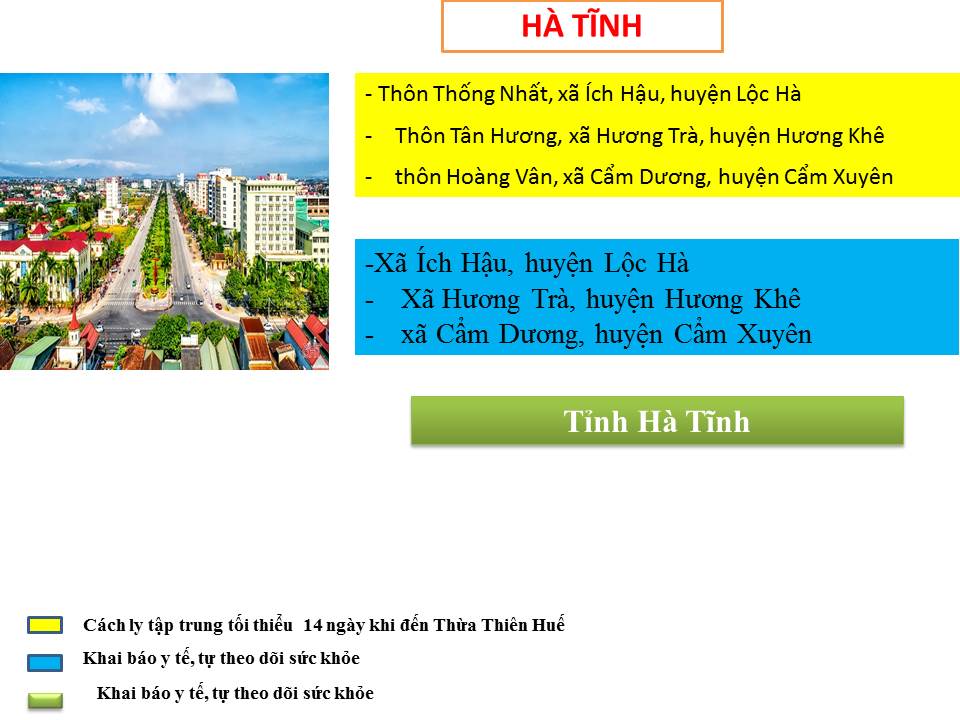 HÀ TĨNH
- Thôn Thống Nhất, xã Ích Hậu, huyện Lộc Hà
- Thôn Tân Hương, xã Hương Trà, huyện Hương Khê
- thôn Hoàng Vân, xã Cẩm Dương, huyện Cẩm Xuyên
-Xã Ích Hậu, huyện Lộc Hà
- Xã Hương Trà, huyện Hương Khê
- xã Cẩm Dương, huyện Cẩm Xuyên
Tỉnh Hà Tĩnh
Cách ly tập trung tối thiểu 14 ngày khi đến Thừa Thiên Huế
Khai báo y tế, tự theo dõi sức khỏe
Khai báo y tế, tự theo dõi sức khỏe